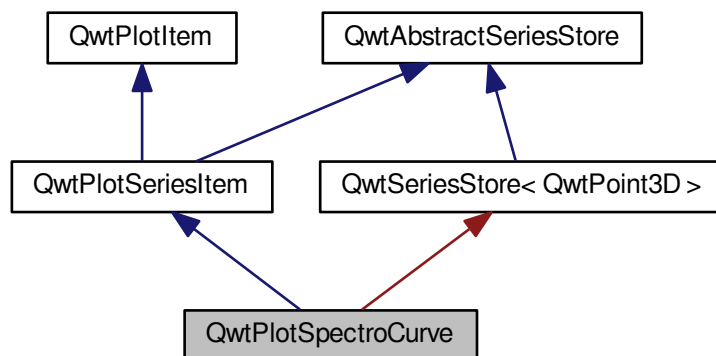 QwtPlotItem
QwtAbstractSeriesStore
QwtPlotSeriesItem
QwtSeriesStore< QwtPoint3D >
QwtPlotSpectroCurve